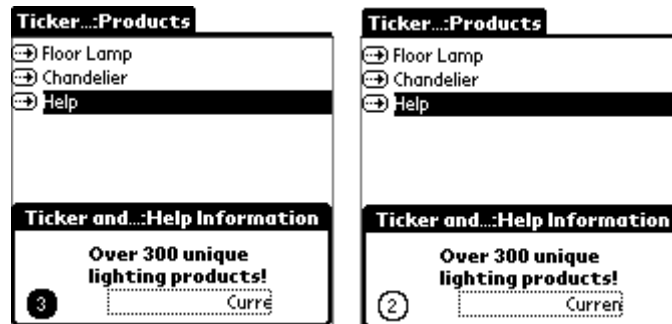 Ticker...:Products
Floor Lamp
Chandelier
Help
Ticker and...:Help Information
Over 300 unique
lighting products!
3
Curre
Ticker...:Products
Floor Lamp
Chandelier
Help
Ticker and...:Help Information
Over 300 unique
lighting products!
2
Curren